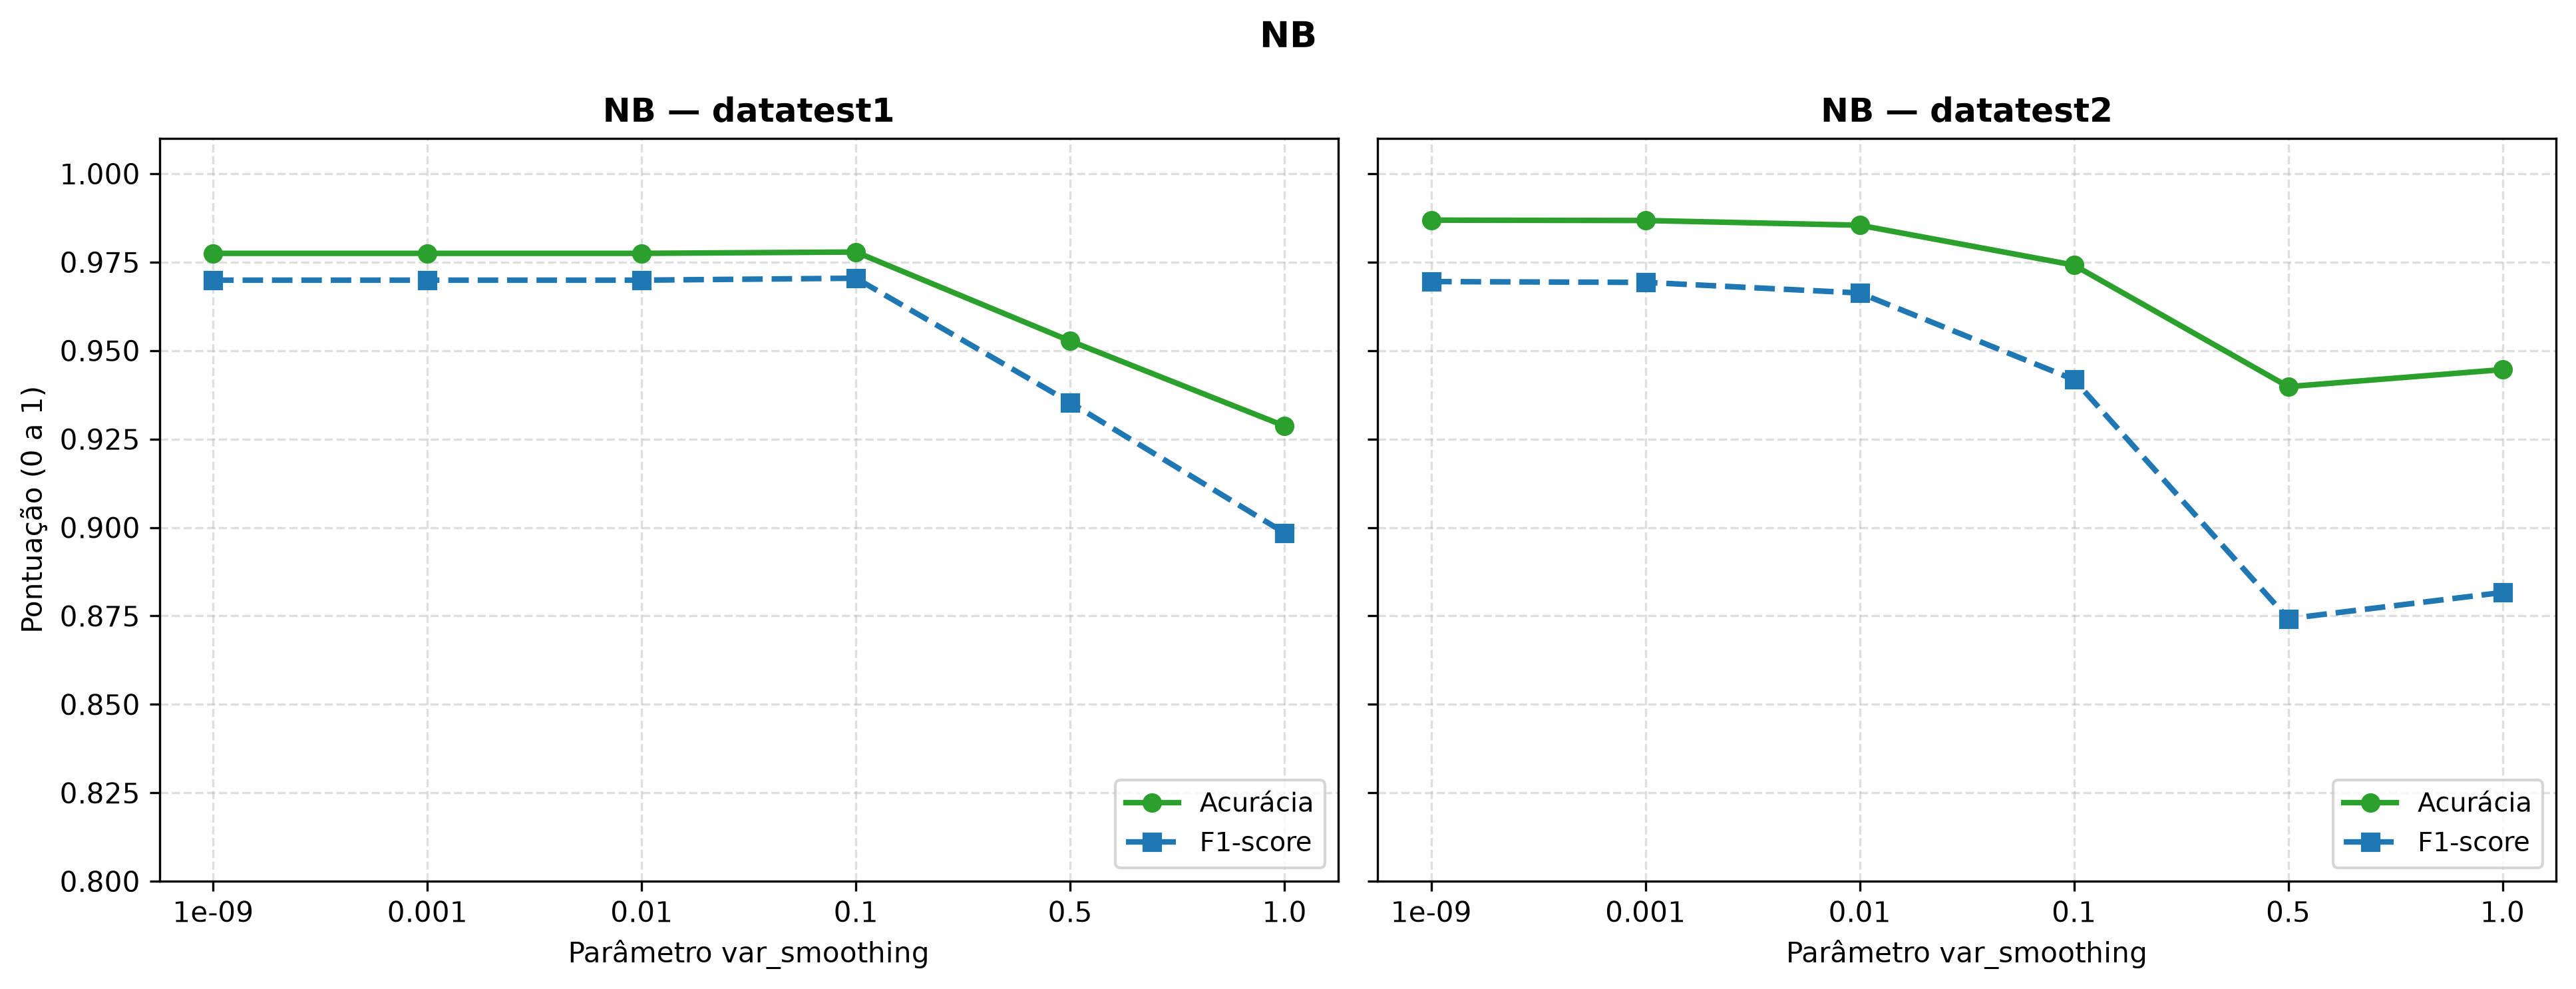 NB
NB — datatest1
1.000
0.975
0.950
0.925
0.900
0.875
0.850
0.825
0.800
Pontuação (0 a 1)
1e-09 0.001 0.01 0.1 0.5 1.0
Parâmetro var_smoothing
Acurácia
F1-score
NB — datatest2
1e-09 0.001 0.01 0.1 0.5 1.0
Parâmetro var_smoothing
Acurácia
F1-score